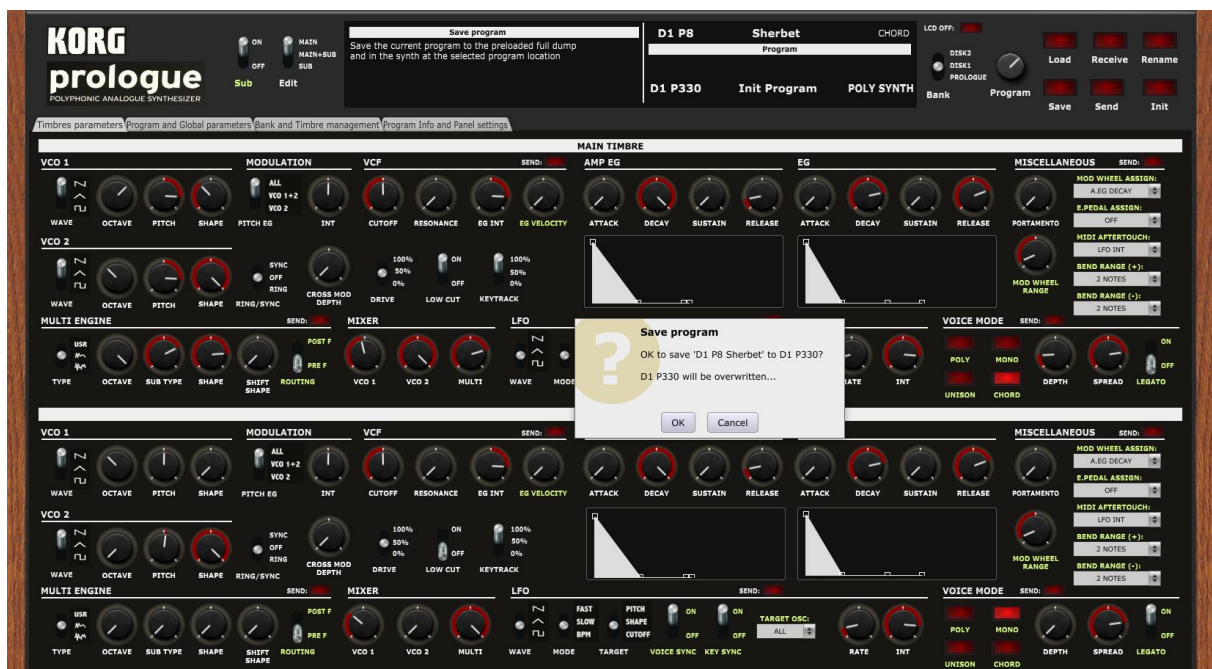 KORG
prologue
POLYPHONIC ANALOGUE SYNTHESIZER
ON
OFF
Sub
MAIN
MAIN+SUB
SUB
Edit
Save program
Save the current program to the preloaded full dump
and in the synth at the selected program location
D1 P8 Sherbet CHORD
Program
D1 P330 Init Program POLY SYNTH
LCD OFF:
DISK2
DISK1
PROLOGUE
Bank Program
Load Receive Rename
Save Send Init
Timbres parameters Program and Global parameters Bank and Timbre management Program Info and Panel settings
MAIN TIMBRE
VCO 1 MODULATION VCF SEND: AMP EG EG MISCELLANEOUS SEND:
ALL
VCO 1+2
VCO 2
WAVE OCTAVE PITCH SHAPE PITCH EG INT CUTOFF RESONANCE EG INT EG VELOCITY ATTACK DECAY SUSTAIN RELEASE ATTACK DECAY SUSTAIN RELEASE PORTAMENTO
MOD WHEEL ASSIGN:
A.EG DECAY
E.PEDAL ASSIGN:
OFF
MIDI AFTERTOUCH:
LFO INT
BEND RANGE (+):
2 NOTES
BEND RANGE (-):
2 NOTES
MOD WHEEL
RANGE
VCO 2
SYNC
OFF
RING
100%
50%
0%
ON
OFF
100%
50%
0%
WAVE OCTAVE PITCH SHAPE RING/SYNC CROSS MOD
DEPTH DRIVE LOW CUT KEYTRACK
MULTI ENGINE SEND: MIXER LFO VOICE MODE SEND:
USR
POST F
PRE F
TYPE OCTAVE SUB TYPE SHAPE SHIFT
SHAPE ROUTING VCO 1 VCO 2 MULTI WAVE MODE RATE INT
POLY MONO
UNISON CHORD
DEPTH SPREAD LEGATO
ON
OFF
Save program
OK to save 'D1 P8 Sherbet' to D1 P330?
D1 P330 will be overwritten...
OK Cancel
VCO 1 MODULATION VCF SEND: MISCELLANEOUS SEND:
ALL
VCO 1+2
VCO 2
WAVE OCTAVE PITCH SHAPE PITCH EG INT CUTOFF RESONANCE EG INT EG VELOCITY ATTACK DECAY SUSTAIN RELEASE ATTACK DECAY SUSTAIN RELEASE PORTAMENTO
MOD WHEEL ASSIGN:
A.EG DECAY
E.PEDAL ASSIGN:
OFF
MIDI AFTERTOUCH:
LFO INT
BEND RANGE (+):
2 NOTES
BEND RANGE (-):
2 NOTES
MOD WHEEL
RANGE
VCO 2
SYNC
OFF
RING
100%
50%
0%
ON
OFF
100%
50%
0%
WAVE OCTAVE PITCH SHAPE RING/SYNC CROSS MOD
DEPTH DRIVE LOW CUT KEYTRACK
MULTI ENGINE SEND: MIXER LFO SEND: VOICE MODE SEND:
USR
POST F
PRE F
FAST
SLOW
BPM
PITCH
SHAPE
CUTOFF
ON
OFF
ON
OFF
TARGET OSC:
ALL
TYPE OCTAVE SUB TYPE SHAPE SHIFT
SHAPE ROUTING VCO 1 VCO 2 MULTI WAVE MODE TARGET VOICE SYNC KEY SYNC RATE INT
POLY MONO
UNISON CHORD
DEPTH SPREAD LEGATO
ON
OFF